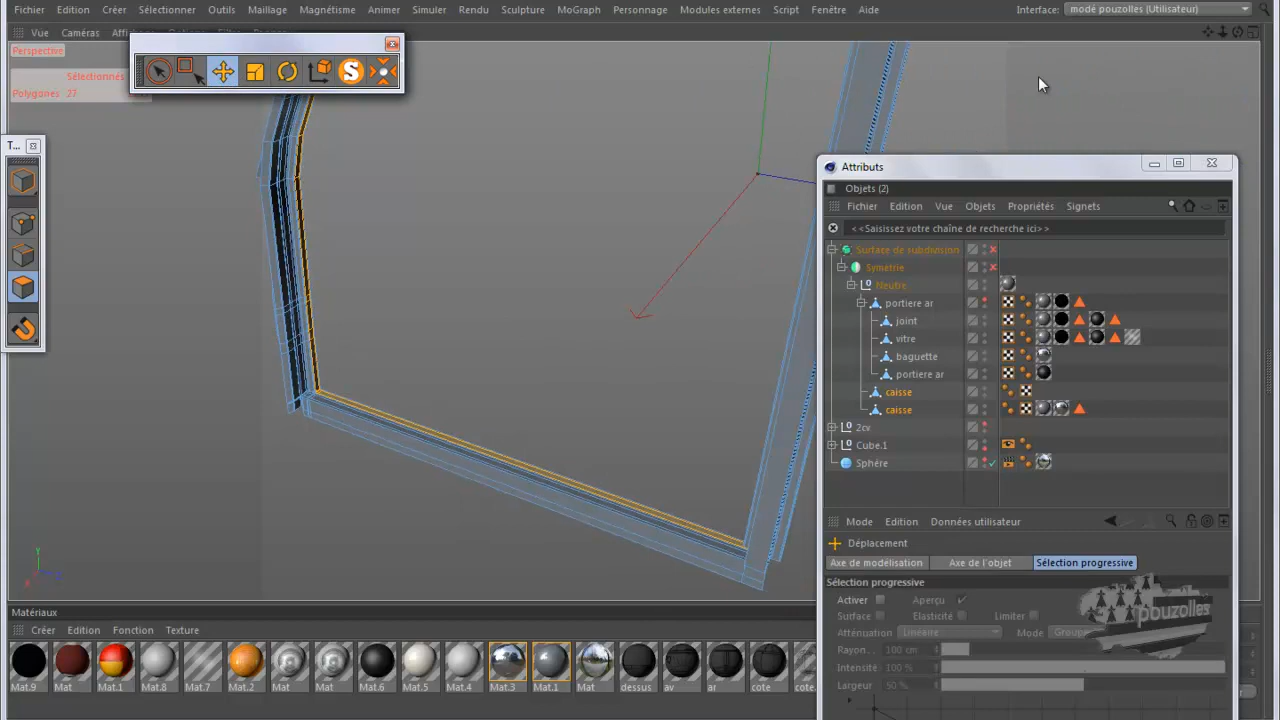 Fichier Edition Créer Sélectionner Outils Maillage Magnétisme Animer Simuler Rendu Sculpture MoGraph Personnage Modules externes Script Fenêtre Aide Interface: modé pouzolles (Utilisateur)
Vue Caméras
Perspective
Sélectionnés
Polygones 27
T...
Attributs
Objets (2)
Fichier Edition Vue Objets Propriétés Signets
<<Saisissez votre chaîne de recherche ici>>
Surface de subdivision
Symétrie
Neutre
portiere ar
joint
vitre
baguette
portiere ar
caisse
caisse
2cv
Cube.1
Sphère
Mode Edition Données utilisateur
Déplacement
Axe de modélisation Axe de l'objet Sélection progressive
Sélection progressive
Activer Aperçu
Surface Elasticité Limiter
Atténuation Linéaire Mode
Rayon... 100 cm
Intensité 100 %
Largeur 50 %
pouzolles
Matériaux
Créer Edition Fonction Texture
Mat.9 Mat Mat.1 Mat.8 Mat.7 Mat.2 Mat Mat Mat.6 Mat.5 Mat.4 Mat.3 Mat.1 Mat dessus av ar cote cote.
X Y